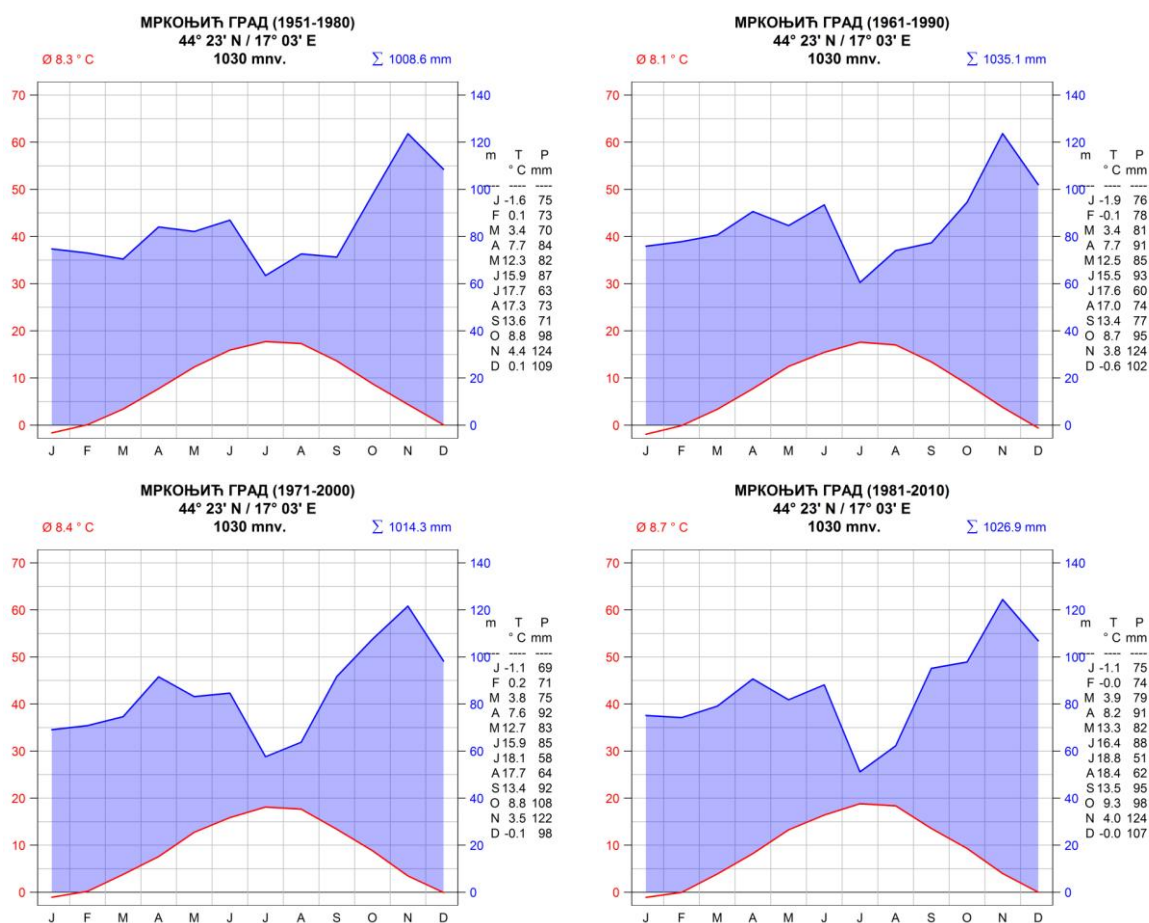 МРКОЊИЋ ГРАД (1951-1980)
44° 23' N / 17° 03' E
Ø 8.3 ° C 1030 mnv. ∑ 1008.6 mm
70 140
60 120
50 100
40 80
30 60
20 40
10 20
0 0
J F M A M J J A S O N D
m T P
° C mm
---- ---- ----
J -1.6 75
F 0.1 73
M 3.4 70
A 7.7 84
M 12.3 82
J 15.9 87
J 17.7 63
A 17.3 73
S 13.6 71
O 8.8 98
N 4.4 124
D 0.1 109
МРКОЊИЋ ГРАД (1961-1990)
44° 23' N / 17° 03' E
Ø 8.1 ° C 1030 mnv. ∑ 1035.1 mm
70 140
60 120
50 100
40 80
30 60
20 40
10 20
0 0
J F M A M J J A S O N D
m T P
° C mm
---- ---- ----
J -1.9 76
F -0.1 78
M 3.4 81
A 7.7 91
M 12.5 85
J 15.5 93
J 17.6 60
A 17.0 74
S 13.4 77
O 8.7 95
N 3.8 124
D -0.6 102
МРКОЊИЋ ГРАД (1971-2000)
44° 23' N / 17° 03' E
Ø 8.4 ° C 1030 mnv. ∑ 1014.3 mm
70 140
60 120
50 100
40 80
30 60
20 40
10 20
0 0
J F M A M J J A S O N D
m T P
° C mm
---- ---- ----
J -1.1 69
F 0.2 71
M 3.8 75
A 7.6 92
M 12.7 83
J 15.9 85
J 18.1 58
A 17.7 64
S 13.4 92
O 8.8 108
N 3.5 122
D -0.1 98
МРКОЊИЋ ГРАД (1981-2010)
44° 23' N / 17° 03' E
Ø 8.7 ° C 1030 mnv. ∑ 1026.9 mm
70 140
60 120
50 100
40 80
30 60
20 40
10 20
0 0
J F M A M J J A S O N D
m T P
° C mm
---- ---- ----
J -1.1 75
F -0.0 74
M 3.9 79
A 8.2 91
M 13.3 82
J 16.4 88
J 18.8 51
A 18.4 62
S 13.5 95
O 9.3 98
N 4.0 124
D -0.0 107